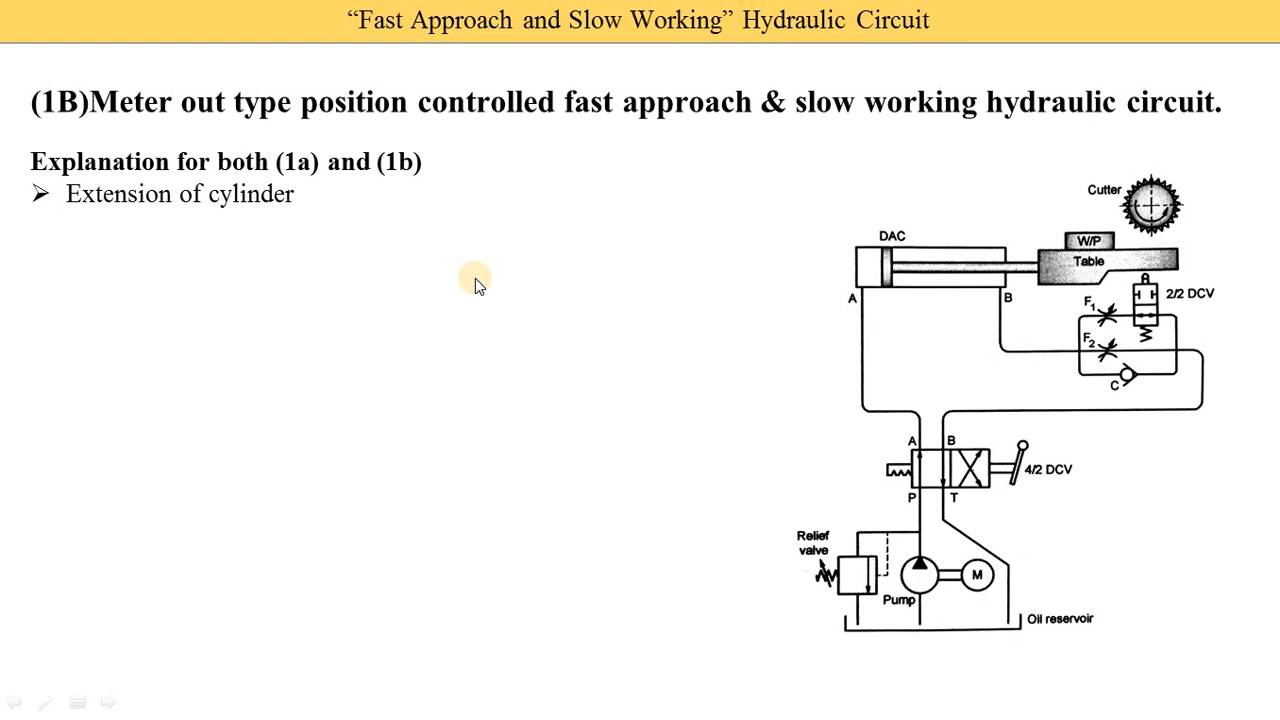 “Fast Approach and Slow Working” Hydraulic Circuit
(1B)Meter out type position controlled fast approach & slow working hydraulic circuit.
Explanation for both (1a) and (1b)
➢ Extension of cylinder
Cutter
DAC
W/P
Table
A
B
2/2 DCV
F1
F2
C
A
B
4/2 DCV
P
T
Relief
valve
M
Pump
Oil reservoir